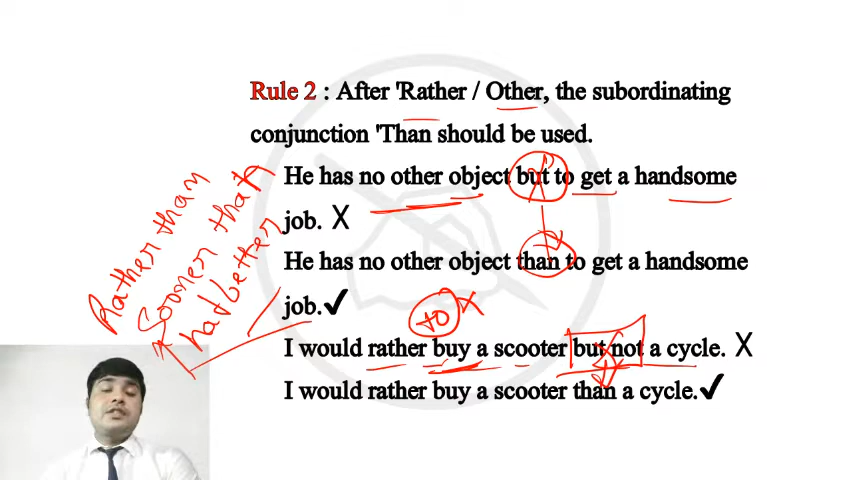 Rule 2 : After 'Rather / Other, the subordinating
conjunction 'Than should be used.
He has no other object but to get a handsome
job. X
He has no other object than to get a handsome
job.✔
to X
I would rather buy a scooter but not a cycle. X
I would rather buy a scooter than a cycle.✔
Rather than
Sooner than
had better